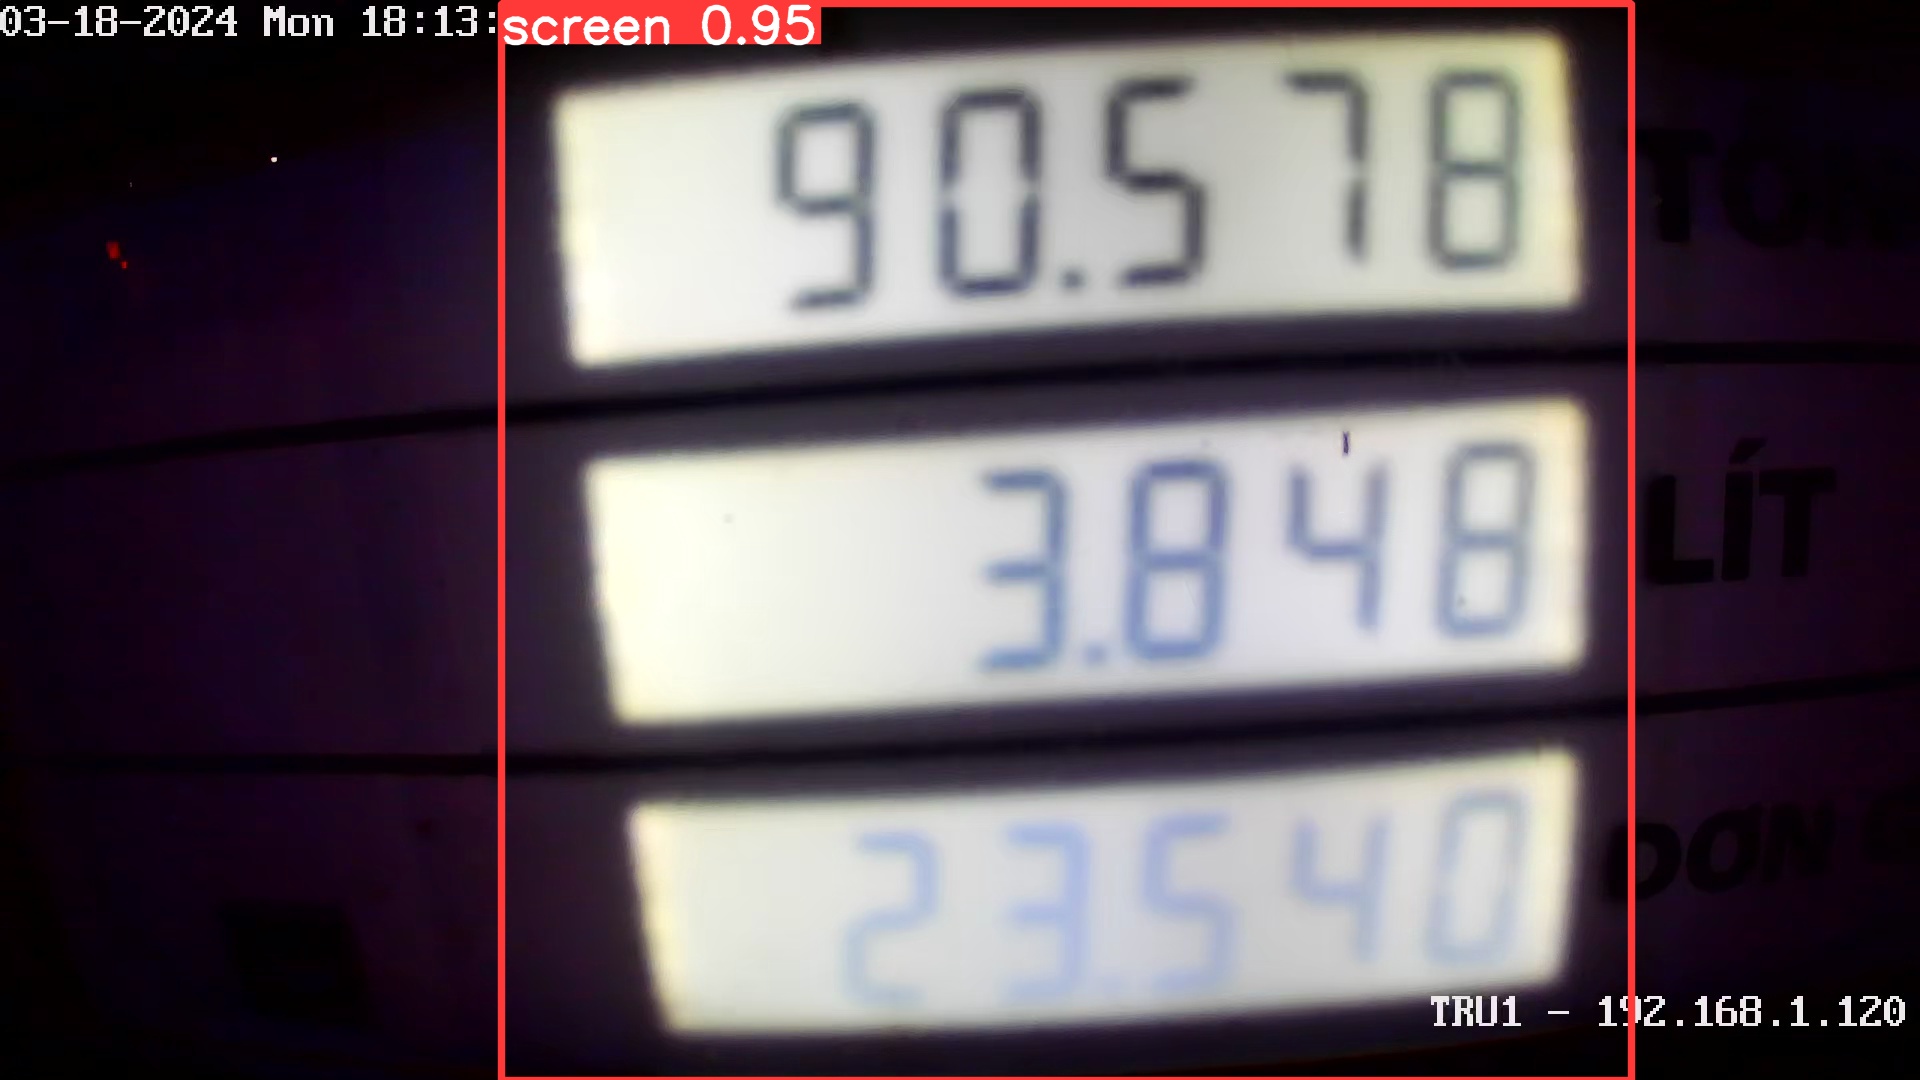 03-18-2024 Mon 18:13:
screen 0.95
90.578
3.848
LÍT
23.540
ĐƠN
TRU1 - 192.168.1.120